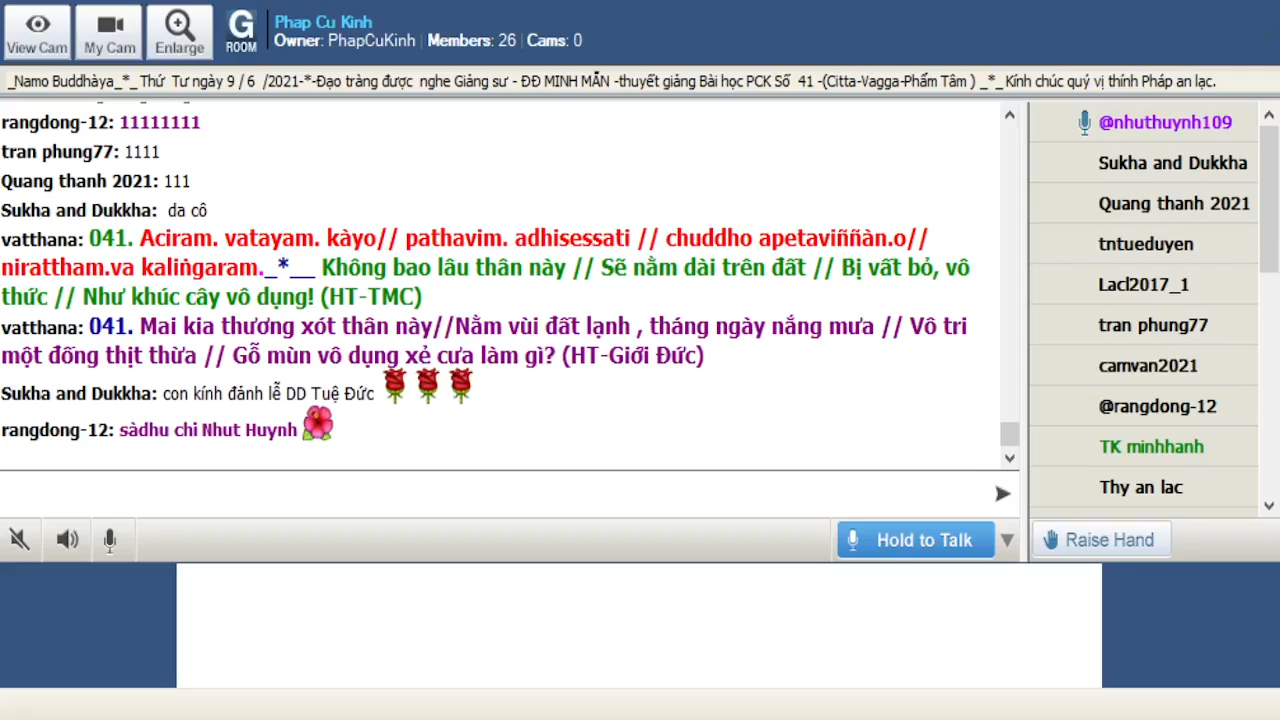 View Cam
My Cam
Enlarge
G
ROOM
Phap Cu Kinh
Owner: PhapCuKinh | Members: 26 | Cams: 0
_Namo Buddhàya_*_Thứ Tư ngày 9 / 6 /2021-*-Đạo tràng được nghe Giảng sư - ĐĐ MINH MẪN -thuyết giảng Bài học PCK Số 41 -(Citta-Vagga-Phẩm Tâm ) _*_Kính chúc quý vị thính Pháp an lạc.
rangdong-12: 11111111
tran phung77: 1111
Quang thanh 2021: 111
Sukha and Dukkha: da cô
vatthana: 041. Aciram. vatayam. kàyo// pathavim. adhisessati // chuddho apetaviññàn.o//
nirattham.va kaliṅgaram._*__ Không bao lâu thân này // Sẽ nằm dài trên đất // Bị vất bỏ, vô
thức // Như khúc cây vô dụng! (HT-TMC)
vatthana: 041. Mai kia thương xót thân này//Nằm vùi đất lạnh , tháng ngày nắng mưa // Vô tri
một đống thịt thừa // Gỗ mùn vô dụng xẻ cưa làm gì? (HT-Giới Đức)
Sukha and Dukkha: con kính đảnh lễ DD Tuệ Đức
rangdong-12: sàdhu chi Nhut Huynh
@nhuthuynh109
Sukha and Dukkha
Quang thanh 2021
tntueduyen
Lacl2017_1
tran phung77
camvan2021
@rangdong-12
TK minhhanh
Thy an lac
Hold to Talk
Raise Hand